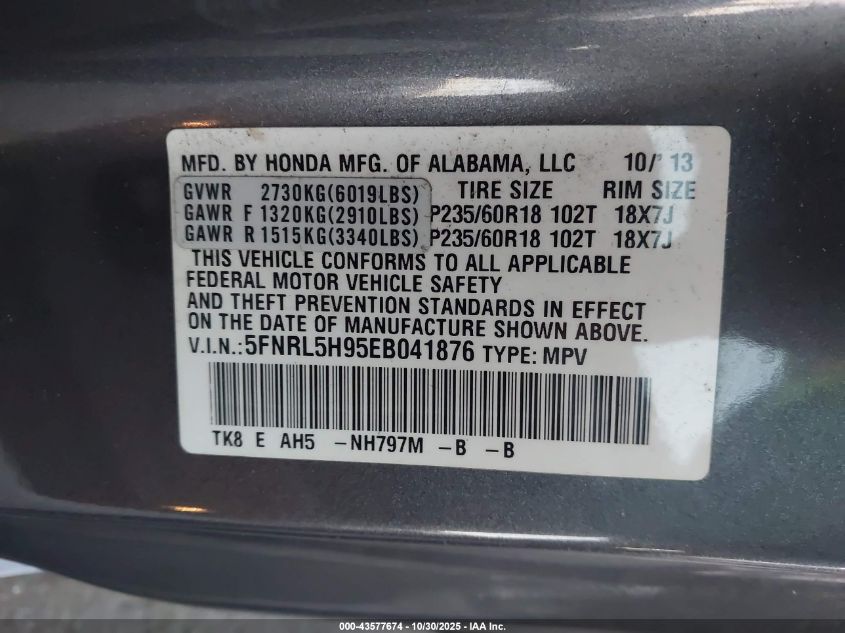 MFD. BY HONDA MFG. OF ALABAMA, LLC 10/' 13
GVWR 2730KG(6019LBS) TIRE SIZE RIM SIZE
GAWR F 1320KG(2910LBS) P235/60R18 102T 18X7J
GAWR R 1515KG(3340LBS) P235/60R18 102T 18X7J
THIS VEHICLE CONFORMS TO ALL APPLICABLE
FEDERAL MOTOR VEHICLE SAFETY
AND THEFT PREVENTION STANDARDS IN EFFECT
ON THE DATE OF MANUFACTURE SHOWN ABOVE.
V.I.N.:5FNRL5H95EB041876 TYPE: MPV
TK8 E AH5 -NH797M -B -B
000-43577674 - 10/30/2025 - IAA Inc.